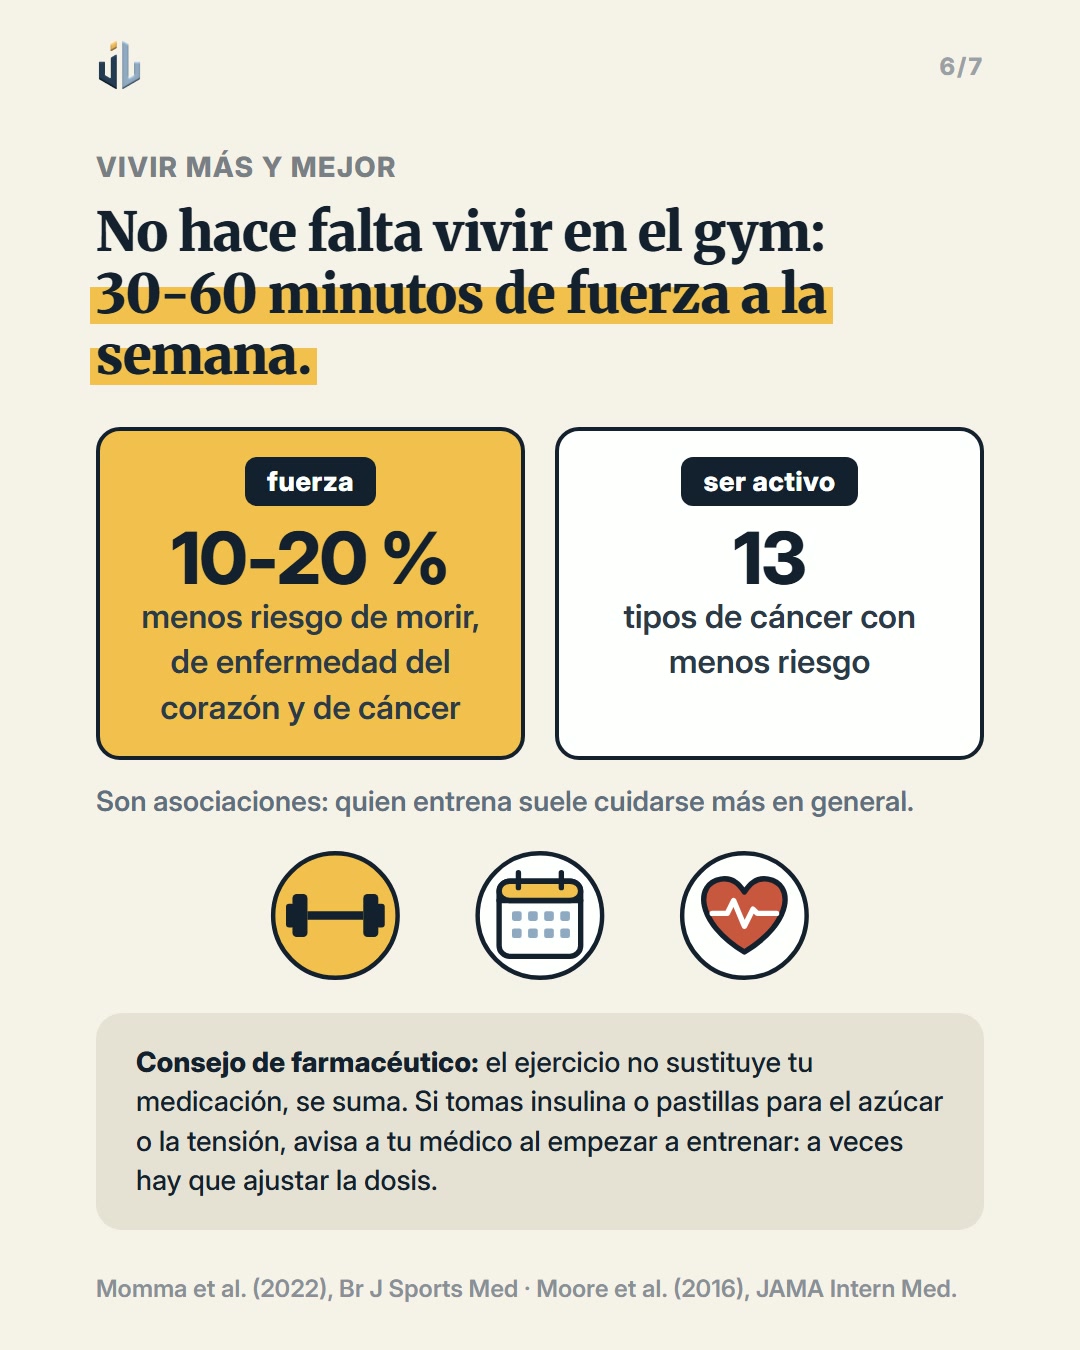 6/7
VIVIR MÁS Y MEJOR
No hace falta vivir en el gym:
30-60 minutos de fuerza a la
semana.
fuerza
10-20 %
menos riesgo de morir,
de enfermedad del
corazón y de cáncer
ser activo
13
tipos de cáncer con
menos riesgo
Son asociaciones: quien entrena suele cuidarse más en general.
Consejo de farmacéutico: el ejercicio no sustituye tu
medicación, se suma. Si tomas insulina o pastillas para el azúcar
o la tensión, avisa a tu médico al empezar a entrenar: a veces
hay que ajustar la dosis.
Momma et al. (2022), Br J Sports Med · Moore et al. (2016), JAMA Intern Med.